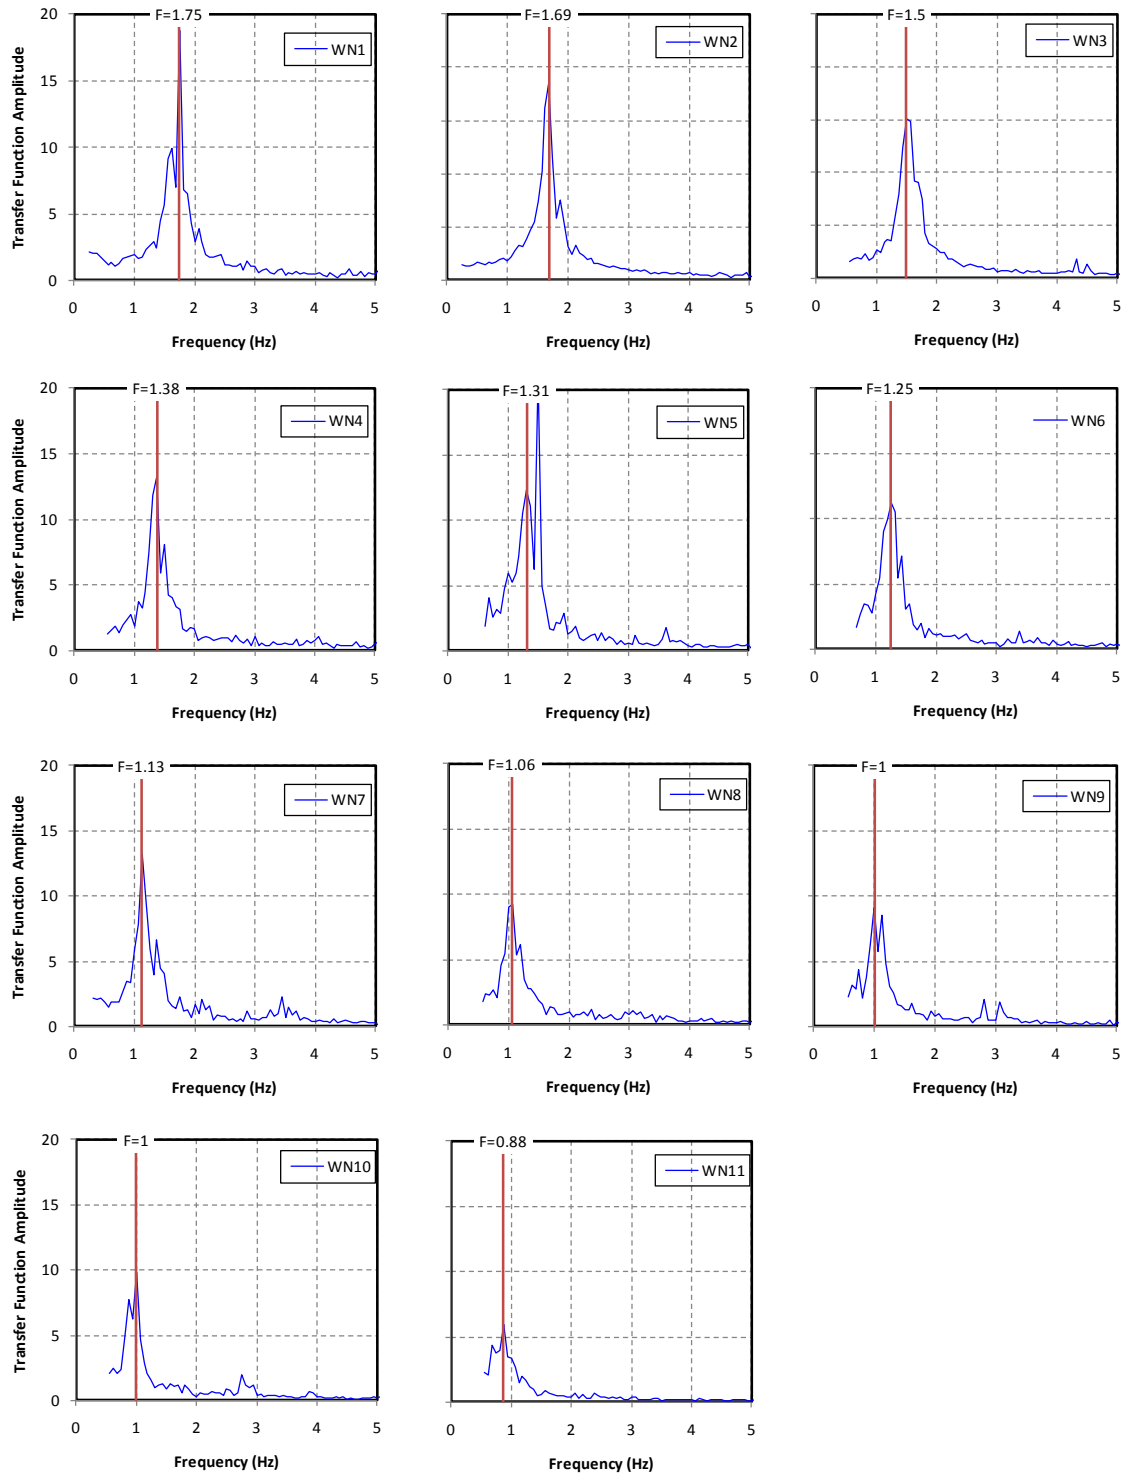 F=1.75
20
15
10
5
0
Transfer Function Amplitude
WN1
0 1 2 3 4 5
Frequency (Hz)
F=1.69
WN2
0 1 2 3 4 5
Frequency (Hz)
F=1.5
WN3
0 1 2 3 4 5
Frequency (Hz)
F=1.38
20
15
10
5
0
Transfer Function Amplitude
WN4
0 1 2 3 4 5
Frequency (Hz)
F=1.31
WN5
0 1 2 3 4 5
Frequency (Hz)
F=1.25
WN6
0 1 2 3 4 5
Frequency (Hz)
F=1.13
20
15
10
5
0
Transfer Function Amplitude
WN7
0 1 2 3 4 5
Frequency (Hz)
F=1.06
WN8
0 1 2 3 4 5
Frequency (Hz)
F=1
WN9
0 1 2 3 4 5
Frequency (Hz)
F=1
20
15
10
5
0
Transfer Function Amplitude
WN10
0 1 2 3 4 5
Frequency (Hz)
F=0.88
WN11
0 1 2 3 4 5
Frequency (Hz)